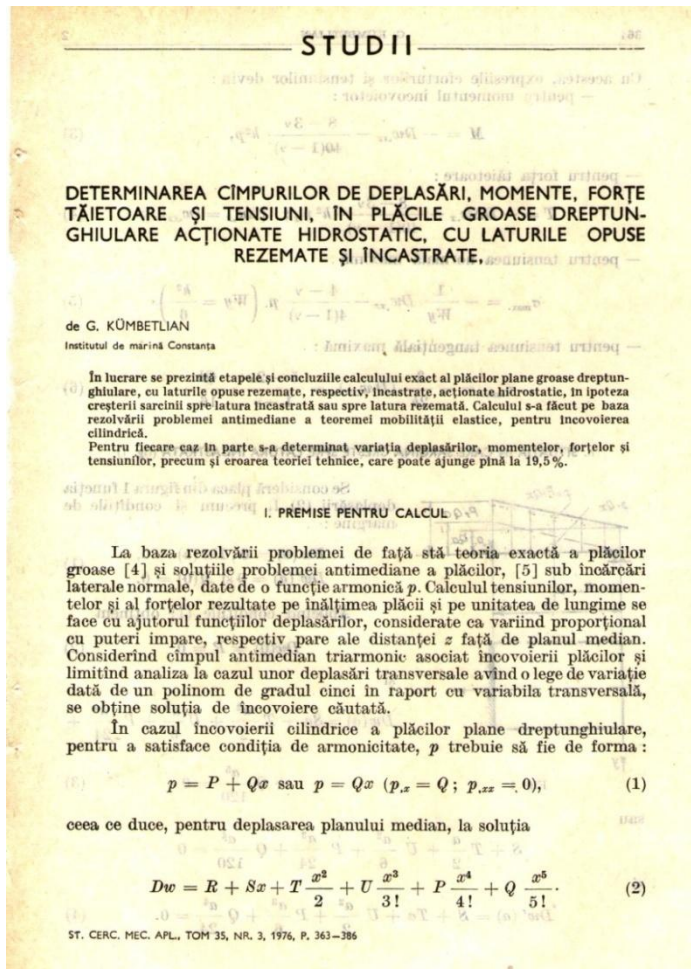 STUDII
DETERMINAREA CÎMPURILOR DE DEPLASĂRI, MOMENTE, FORȚE
TĂIETOARE ȘI TENSIUNI, ÎN PLĂCILE GROASE DREPTUN-
GHIULARE ACȚIONATE HIDROSTATIC, CU LATURILE OPUSE
REZEMATE ȘI ÎNCASTRATE,
de G. KÜMBETLIAN
Institutul de marină Constanța
În lucrare se prezintă etapele și concluziile calculului exact al plăcilor plane groase dreptun-
ghiulare, cu laturile opuse rezemate, respectiv, încastrate, acționate hidrostatic, în ipoteza
creșterii sarcinii spre latura încastrată sau spre latura rezemată. Calculul s-a făcut pe baza
rezolvării problemei antimediane a teoremei mobilității elastice, pentru încovoierea
cilindrică.
Pentru fiecare caz în parte s-a determinat variația deplasărilor, momentelor, forțelor și
tensiunilor, precum și eroarea teoriei tehnice, care poate ajunge pînă la 19,5%.
I. PREMISE PENTRU CALCUL
La baza rezolvării problemei de față stă teoria exactă a plăcilor
groase [4] și soluțiile problemei antimediane a plăcilor, [5] sub încărcări
laterale normale, date de o funcție armonică p. Calculul tensiunilor, momen-
telor și al forțelor rezultate pe înălțimea plăcii și pe unitatea de lungime se
face cu ajutorul funcțiilor deplasărilor, considerate ca variind proporțional
cu puteri impare, respectiv pare ale distanței z față de planul median.
Considerînd cîmpul antimedian triarmonic asociat încovoierii plăcilor și
limitînd analiza la cazul unor deplasări transversale avînd o lege de variație
dată de un polinom de gradul cinci în raport cu variabila transversală,
se obține soluția de încovoiere căutată.
În cazul încovoierii cilindrice a plăcilor plane dreptunghiulare,
pentru a satisface condiția de armonicitate, p trebuie să fie de forma :
p = P + Qx sau p = Qx (p,x = Q ; p,xx = 0), (1)
ceea ce duce, pentru deplasarea planului median, la soluția
Dw = R + Sx + T x²/2 + U x³/3! + P x⁴/4! + Q x⁵/5! . (2)
ST. CERC. MEC. APL., TOM 35, NR. 3, 1976, P. 363–386